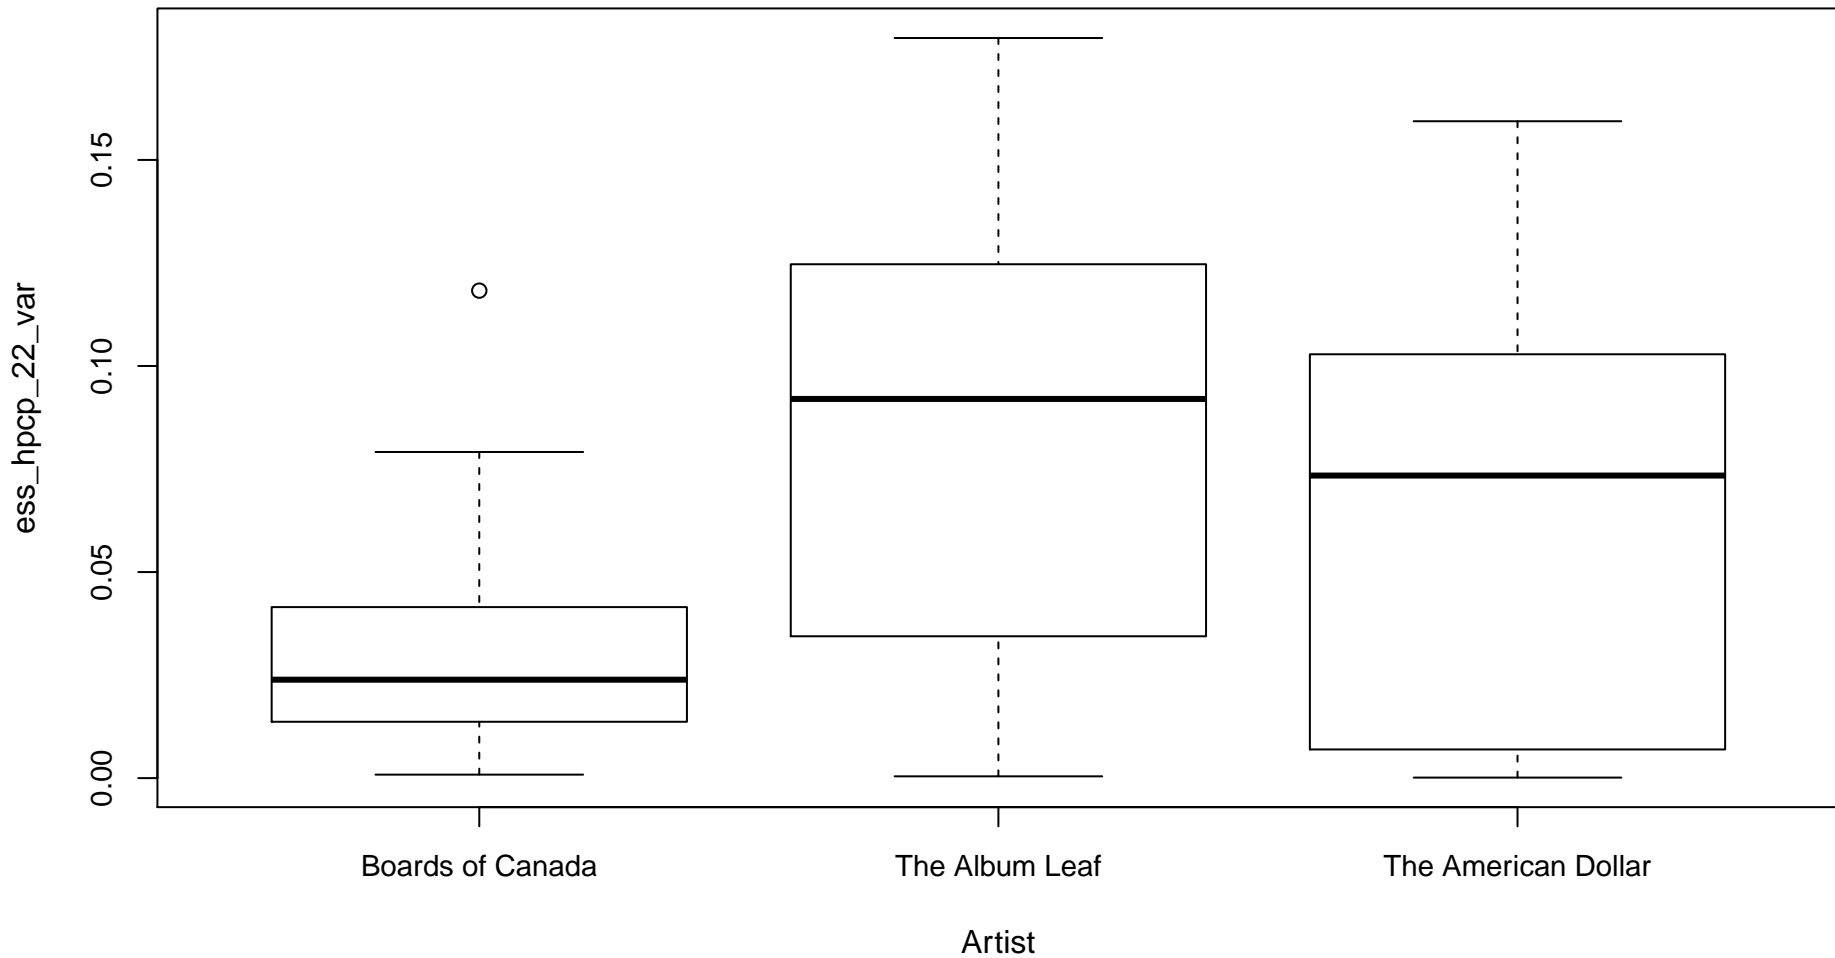 ess_hpcp_22_var
0.15
0.10
0.05
0.00
Boards of Canada
The Album Leaf
The American Dollar
Artist